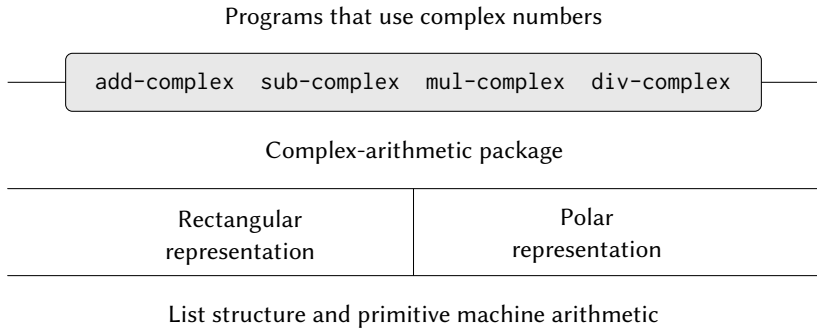 Programs that use complex numbers
add-complex sub-complex mul-complex div-complex
Complex-arithmetic package
Rectangular
representation
Polar
representation
List structure and primitive machine arithmetic